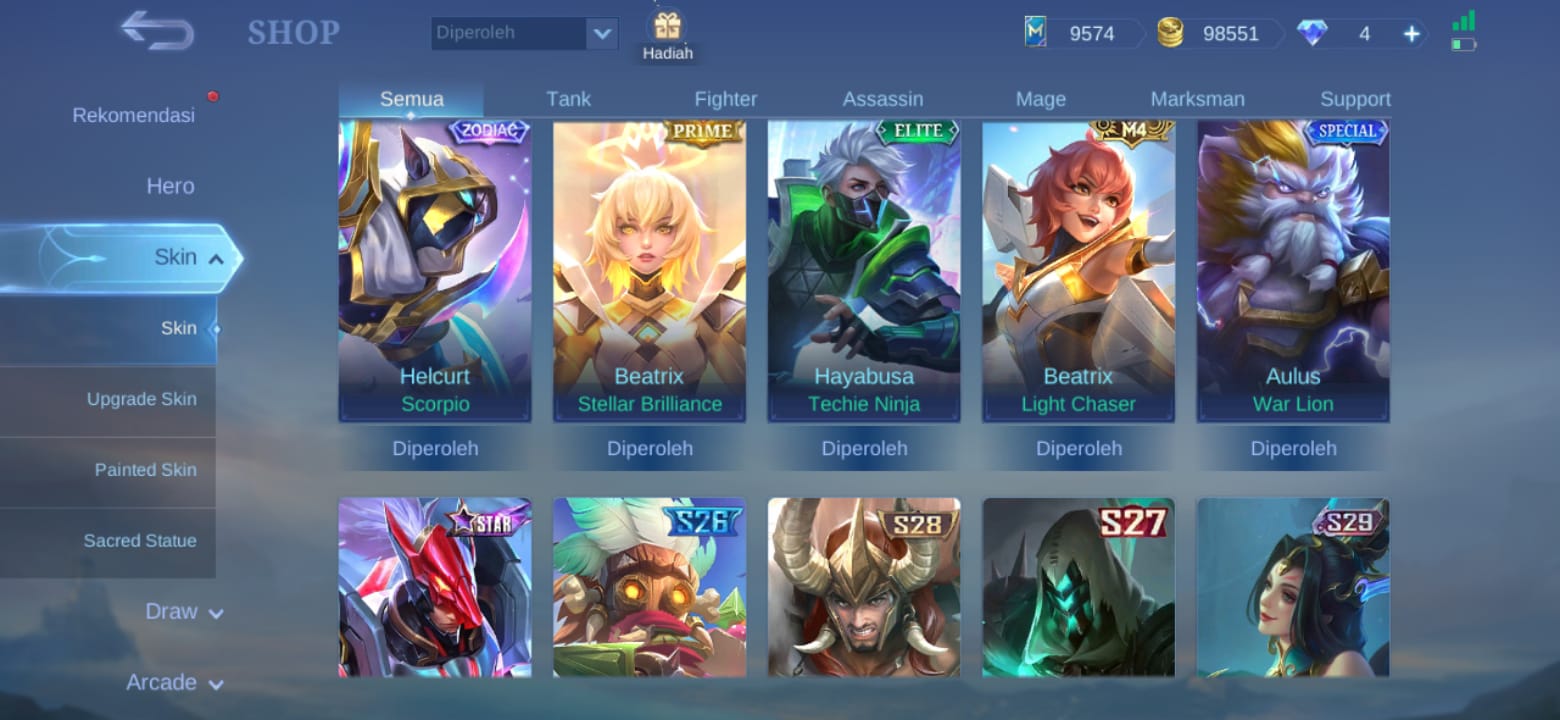 SHOP
Diperoleh
Hadiah
9574
98551
4
Rekomendasi
Hero
Skin
Skin
Upgrade Skin
Painted Skin
Sacred Statue
Draw
Arcade
Semua
Tank
Fighter
Assassin
Mage
Marksman
Support
ZODIAC
Helcurt
Scorpio
Diperoleh
PRIME
Beatrix
Stellar Brilliance
Diperoleh
ELITE
Hayabusa
Techie Ninja
Diperoleh
M4
Beatrix
Light Chaser
Diperoleh
SPECIAL
Aulus
War Lion
Diperoleh
STAR
S26
S28
S27
S29